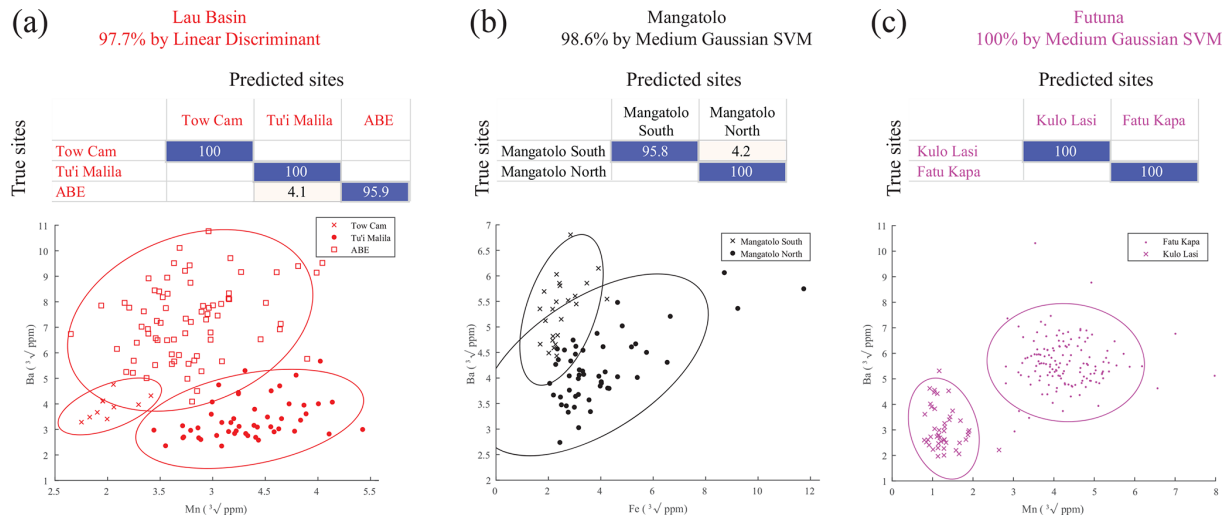 (a)
Lau Basin
97.7% by Linear Discriminant
Predicted sites
True sites
Tow Cam Tu'i Malila ABE
Tow Cam 100
Tu'i Malila 100
ABE 4.1 95.9
× Tow Cam
● Tu'i Malila
□ ABE
11
10
9
8
7
6
5
4
3
2
1
Ba (³√ ppm)
2.5 3 3.5 4 4.5 5 5.5
Mn (³√ ppm)
(b)
Mangatolo
98.6% by Medium Gaussian SVM
Predicted sites
True sites
Mangatolo Mangatolo
South North
Mangatolo South 95.8 4.2
Mangatolo North 100
× Mangatolo South
● Mangatolo North
7
6.5
6
5.5
5
4.5
4
3.5
3
2.5
2
Ba (³√ ppm)
0 2 4 6 8 10 12
Fe (³√ ppm)
(c)
Futuna
100% by Medium Gaussian SVM
Predicted sites
True sites
Kulo Lasi Fatu Kapa
Kulo Lasi 100
Fatu Kapa 100
• Fatu Kapa
× Kulo Lasi
11
10
9
8
7
6
5
4
3
2
1
Ba (³√ ppm)
0 1 2 3 4 5 6 7 8
Mn (³√ ppm)